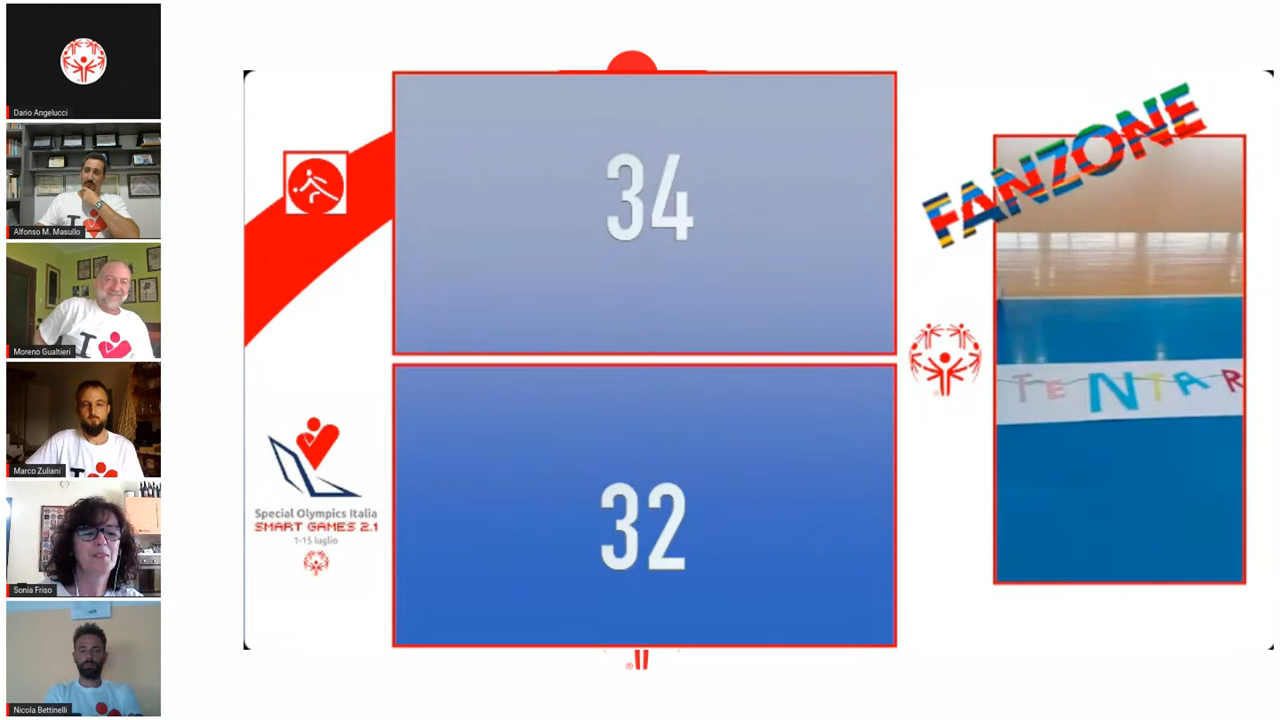 Dario Angelucci
Alfonso M. Masullo
Moreno Gualtieri
Marco Zuliani
Sonia Friso
Nicola Bettinelli
34
32
Special Olympics Italia
SMART GAMES 2.1
1-15 luglio
FANZONE
TENTAR